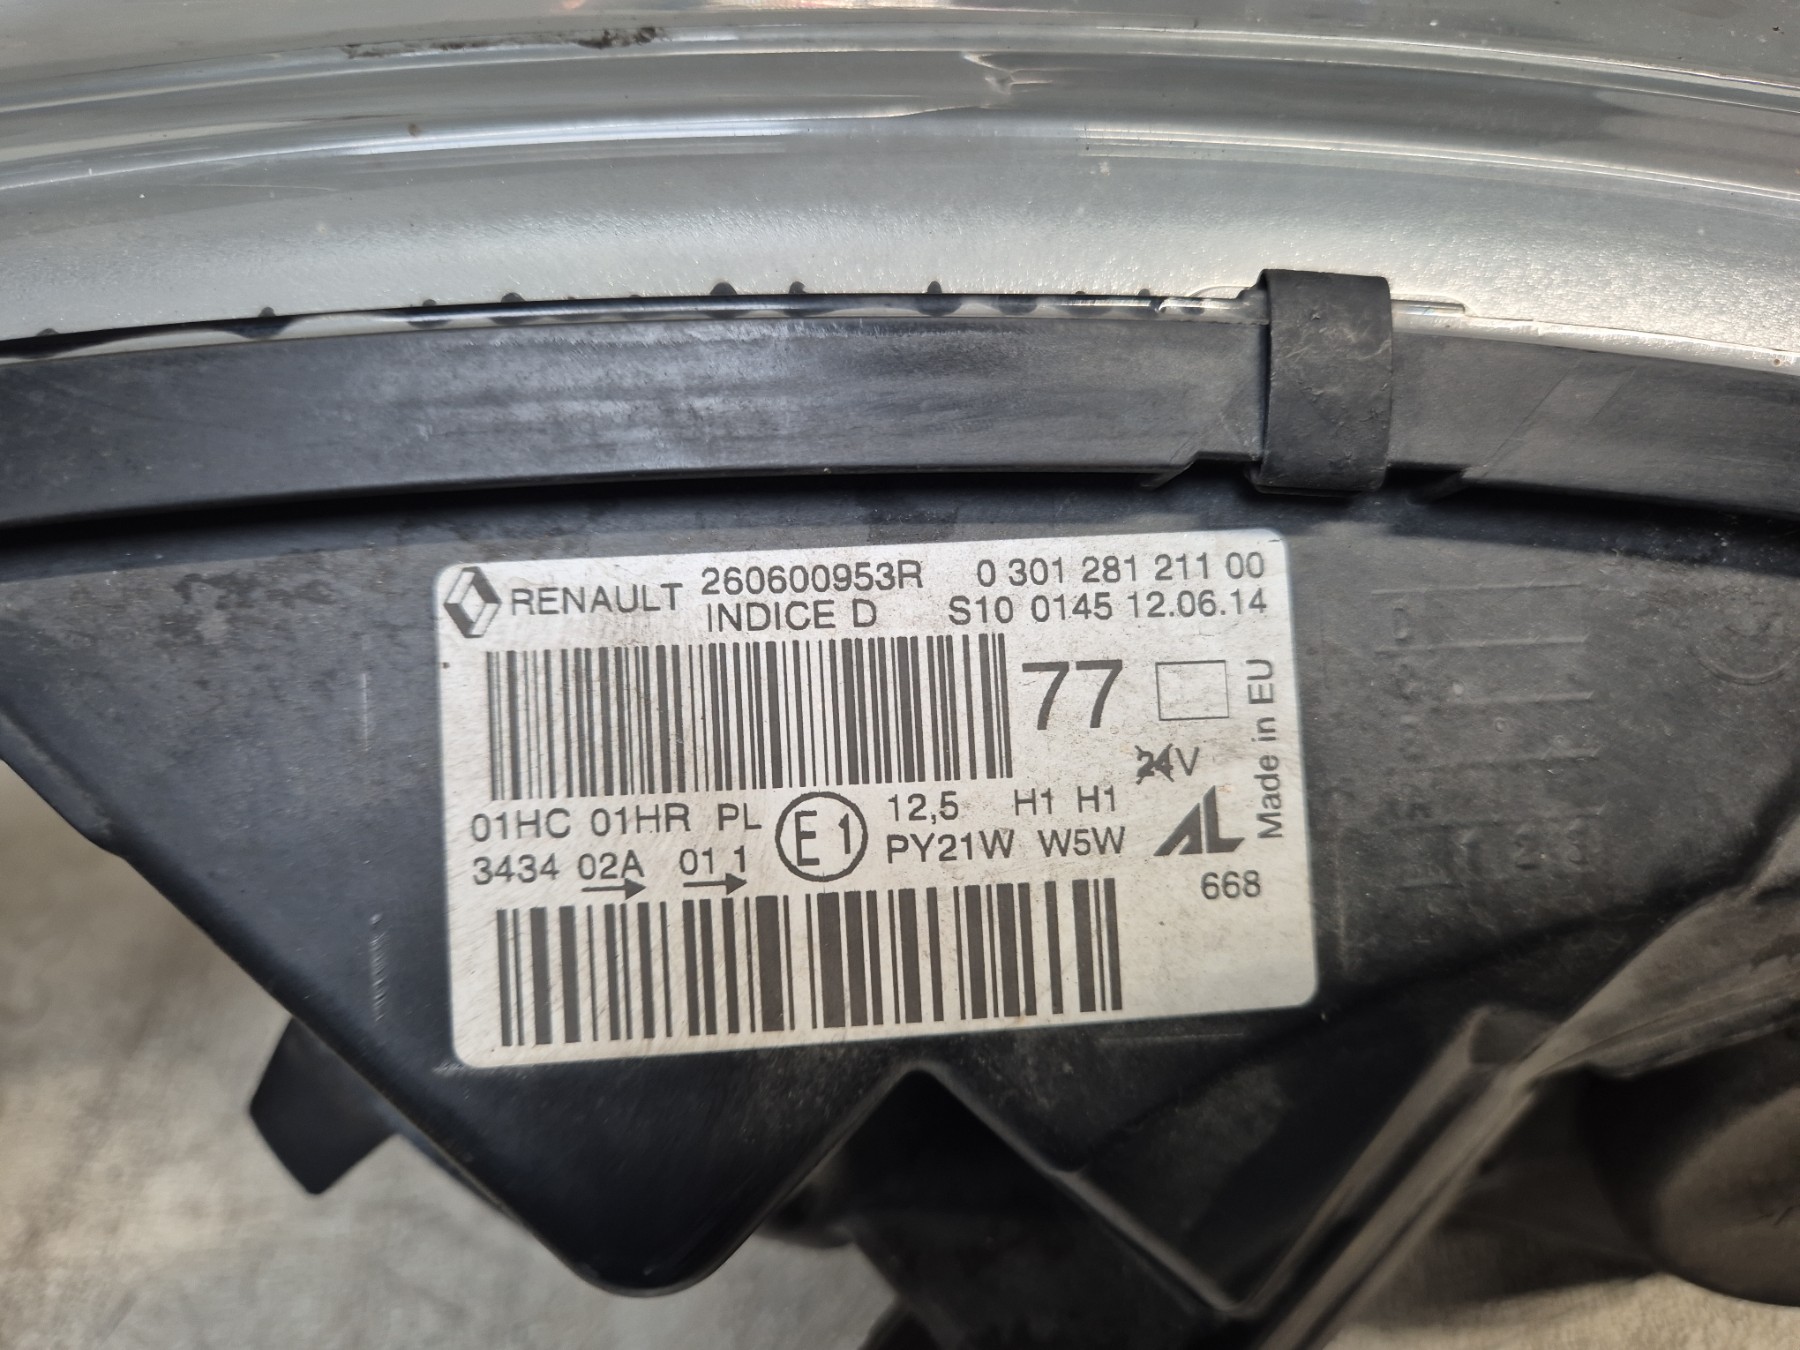 RENAULT 260600953R 0 301 281 211 00
INDICE D S10 0145 12.06.14
77
Made in EU
24V
01HC 01HR PL E1 12,5 H1 H1
3434 02A 01 1 PY21W W5W AL
668